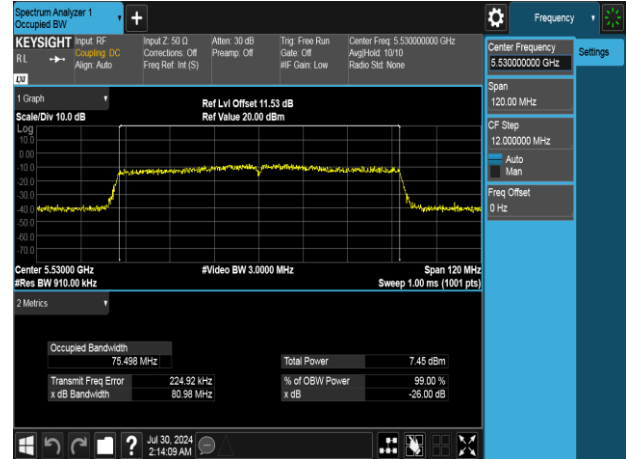 Spectrum Analyzer 1
Occupied BW
Frequency
KEYSIGHT
RL
LXI
Input: RF
Coupling: DC
Align: Auto
Input Z: 50 Ω
Corrections: Off
Freq Ref: Int (S)
Atten: 30 dB
Preamp: Off
Trig: Free Run
Gate: Off
#IF Gain: Low
Center Freq: 5.530000000 GHz
Avg|Hold: 10/10
Radio Std: None
Center Frequency
5.530000000 GHz
Settings
Span
120.00 MHz
CF Step
12.000000 MHz
Auto
Man
Freq Offset
0 Hz
1 Graph
Scale/Div 10.0 dB
Ref Lvl Offset 11.53 dB
Ref Value 20.00 dBm
Log
10.0
0.00
-10.0
-20.0
-30.0
-40.0
-50.0
-60.0
-70.0
Center 5.53000 GHz
#Res BW 910.00 kHz
#Video BW 3.0000 MHz
Span 120 MHz
Sweep 1.00 ms (1001 pts)
2 Metrics
Occupied Bandwidth
75.498 MHz
Total Power 7.45 dBm
Transmit Freq Error 224.92 kHz
% of OBW Power 99.00 %
x dB Bandwidth 80.98 MHz
x dB -26.00 dB
?
Jul 30, 2024
2:14:09 AM